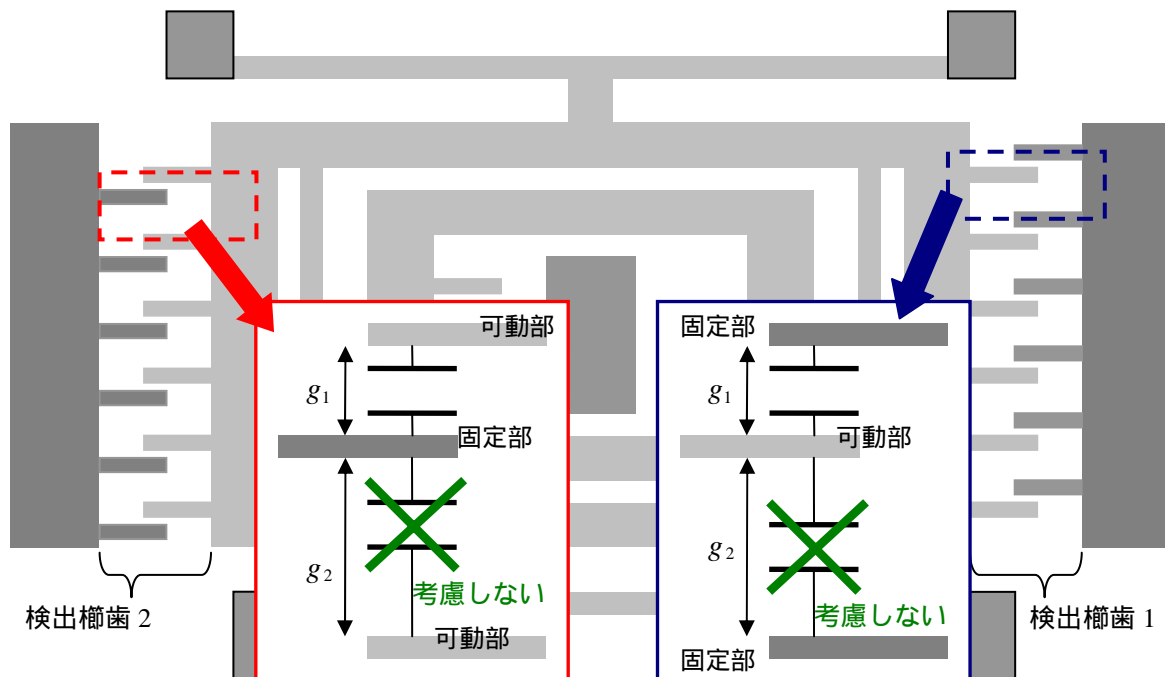 可動部
g1
固定部
g2
考慮しない
可動部
固定部
g1
可動部
g2
考慮しない
固定部
検出櫛歯 2
検出櫛歯 1